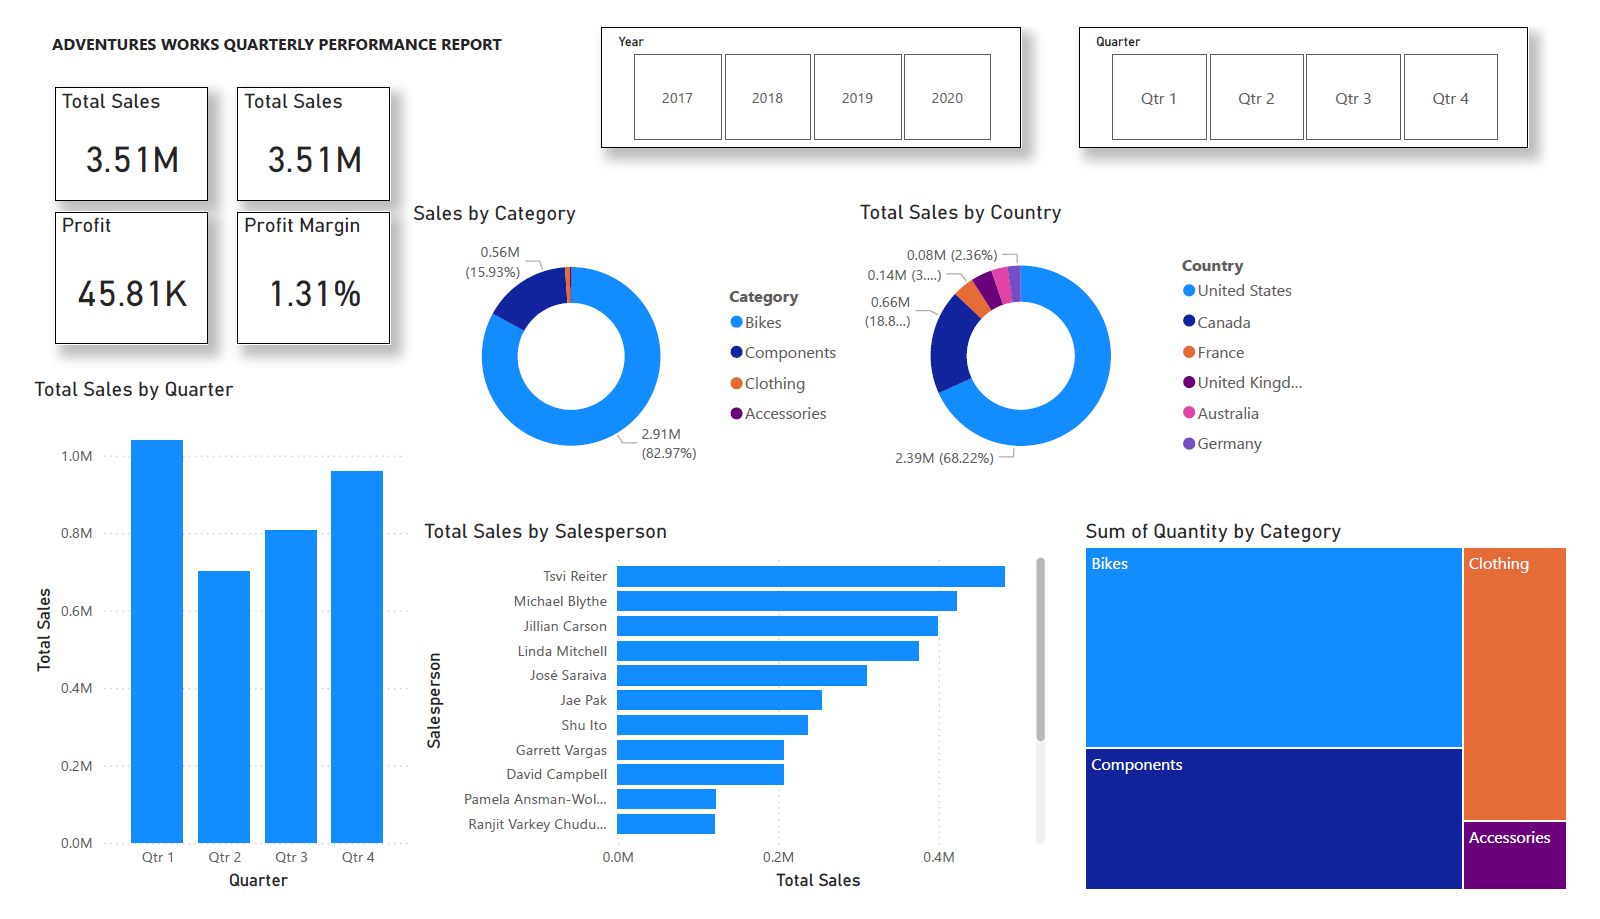 ADVENTURES WORKS QUARTERLY PERFORMANCE REPORT
Year
2017
2018
2019
2020
Quarter
Qtr 1
Qtr 2
Qtr 3
Qtr 4
Total Sales
3.51M
Total Sales
3.51M
Profit
45.81K
Profit Margin
1.31%
Sales by Category
0.56M
(15.93%)
2.91M
(82.97%)
Category
Bikes
Components
Clothing
Accessories
Total Sales by Country
0.08M (2.36%)
0.14M (3....)
0.66M
(18.8...)
2.39M (68.22%)
Country
United States
Canada
France
United Kingd...
Australia
Germany
Total Sales by Quarter
Total Sales
1.0M
0.8M
0.6M
0.4M
0.2M
0.0M
Qtr 1
Qtr 2
Qtr 3
Qtr 4
Quarter
Total Sales by Salesperson
Salesperson
Tsvi Reiter
Michael Blythe
Jillian Carson
Linda Mitchell
José Saraiva
Jae Pak
Shu Ito
Garrett Vargas
David Campbell
Pamela Ansman-Wol...
Ranjit Varkey Chudu...
0.0M
0.2M
0.4M
Total Sales
Sum of Quantity by Category
Bikes
Clothing
Components
Accessories